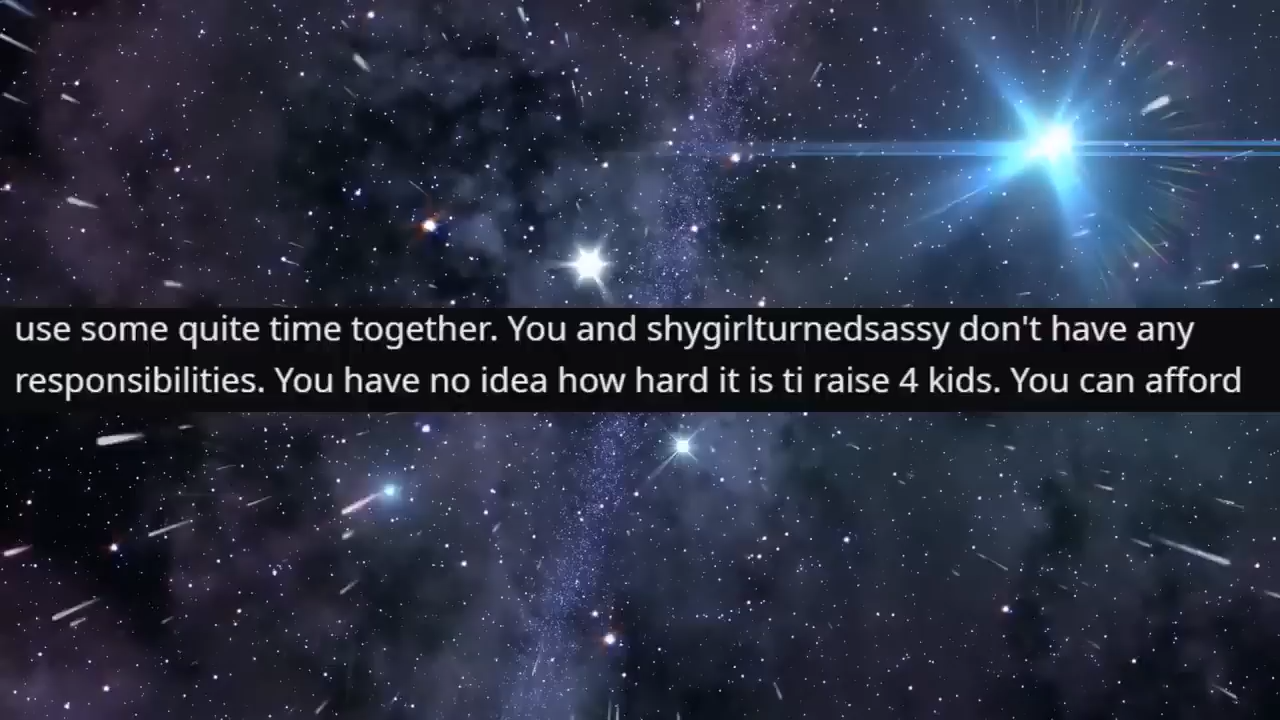 use some quite time together. You and shygirlturnedsassy don't have any
responsibilities. You have no idea how hard it is ti raise 4 kids. You can afford